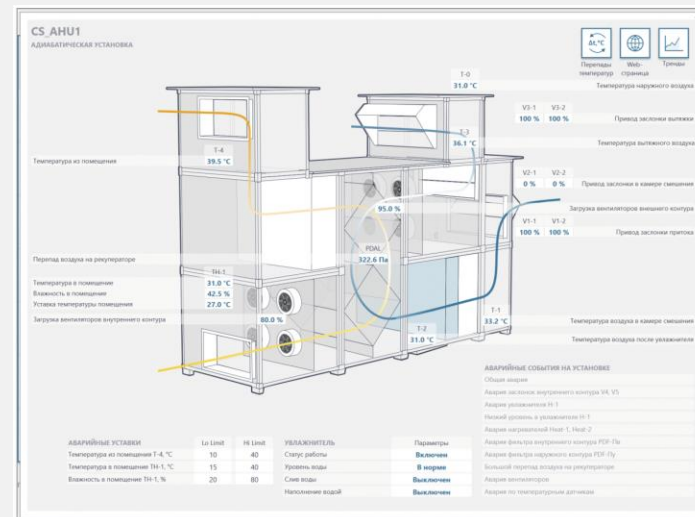 CS_AHU1
АДИАБАТИЧЕСКАЯ УСТАНОВКА
Δt,°C
Перепады температур
Web-страница
Тренды
T-0
31.0 °C
Температура наружного воздуха
V3-1 V3-2
100 % 100 %
Привод заслонки вытяжки
T-3
36.1 °C
Температура вытяжного воздуха
T-4
39.5 °C
Температура из помещения
V2-1 V2-2
0 % 0 %
Привод заслонки в камере смешения
95.0 %
Загрузка вентиляторов внешнего контура
V1-1 V1-2
100 % 100 %
Привод заслонки притока
PDAL
322.6 Па
Перепад воздуха на рекуператоре
TH-1
Температура в помещение 31.0 °C
Влажность в помещение 42.5 %
Уставка температуры помещения 27.0 °C
Загрузка вентиляторов внутреннего контура 80.0 %
T-1
33.2 °C
Температура воздуха в камере смешения
T-2
31.0 °C
Температура воздуха после увлажнителя
АВАРИЙНЫЕ СОБЫТИЯ НА УСТАНОВКЕ
Общая авария
Авария заслонок внутреннего контура V4, V5
Авария увлажнителя H-1
Низкий уровень в увлажнителе H-1
Авария нагревателей Heat-1, Heat-2
Авария фильтра внутреннего контура PDF-Пв
Авария фильтра наружного контура PDF-Пу
Большой перепад воздуха на рекуператоре
Авария вентиляторов
Авария по температурным датчикам
АВАРИЙНЫЕ УСТАВКИ Lo Limit Hi Limit
Температура из помещения T-4, °C 10 40
Температура в помещение TH-1, °C 15 40
Влажность в помещение TH-1, % 20 80
УВЛАЖНИТЕЛЬ Параметры
Статус работы Включен
Уровень воды В норме
Слив воды Выключен
Наполнение водой Выключен